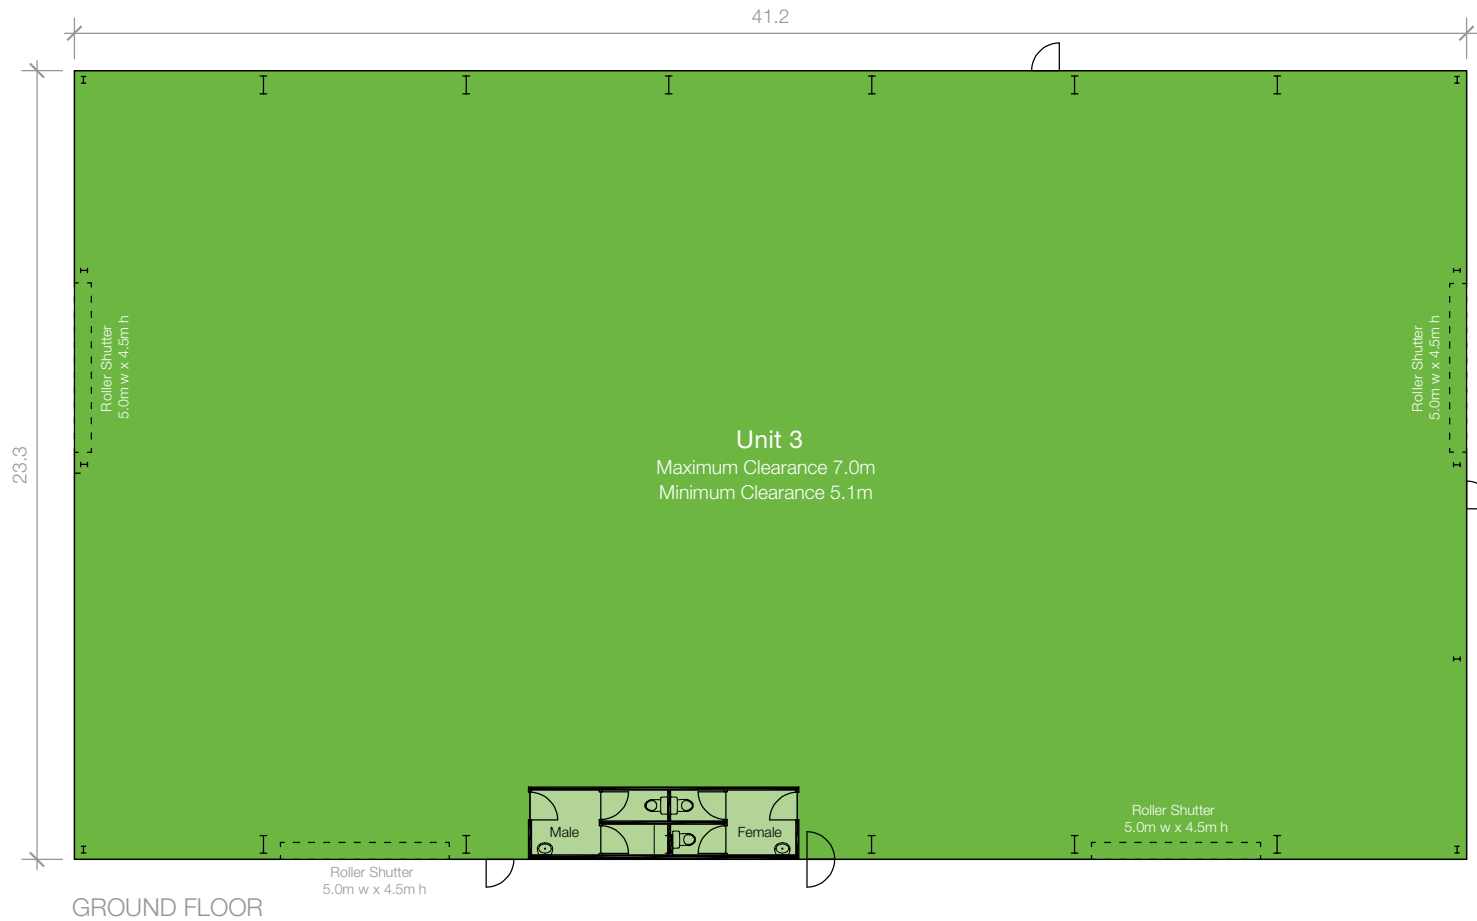 41.2
23.3
Roller Shutter
5.0m w x 4.5m h
Roller Shutter
5.0m w x 4.5m h
Unit 3
Maximum Clearance 7.0m
Minimum Clearance 5.1m
Male
Female
Roller Shutter
5.0m w x 4.5m h
Roller Shutter
5.0m w x 4.5m h
GROUND FLOOR